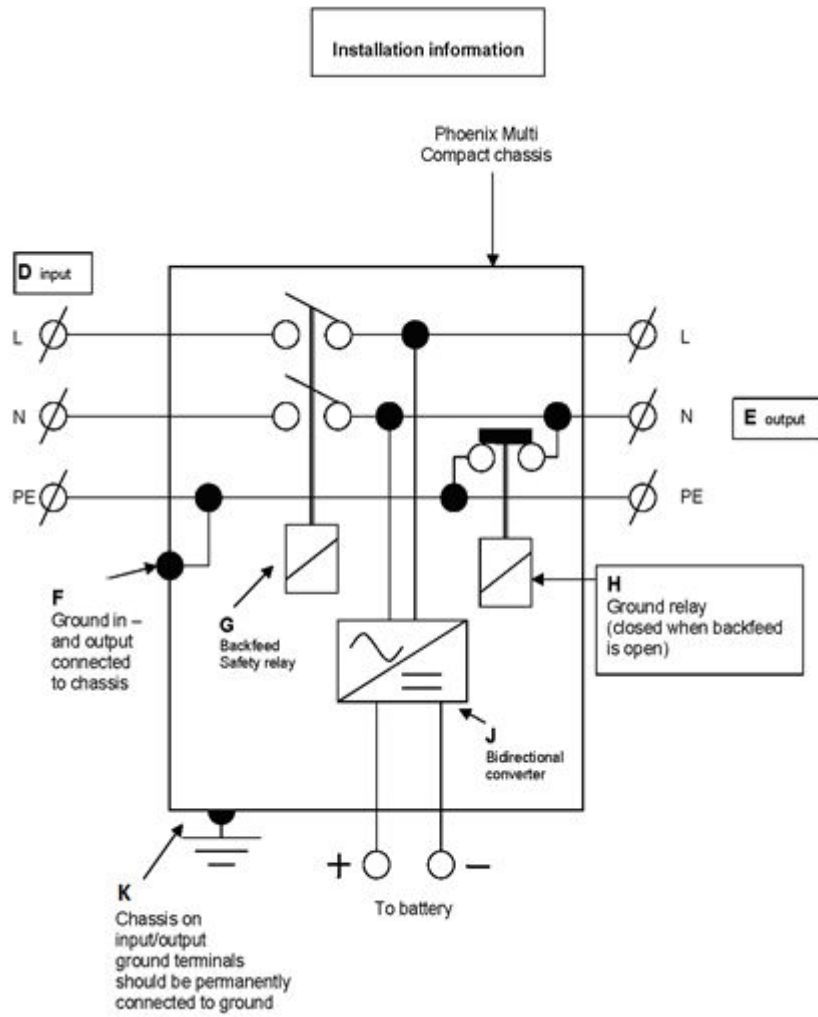 Installation information
Phoenix Multi
Compact chassis
D input
L
L
N
N
E output
PE
PE
F
Ground in –
and output
connected
to chassis
G
Backfeed
Safety relay
H
Ground relay
(closed when backfeed
is open)
J
Bidirectional
converter
K
Chassis on
input/output
ground terminals
should be permanently
connected to ground
+
–
To battery